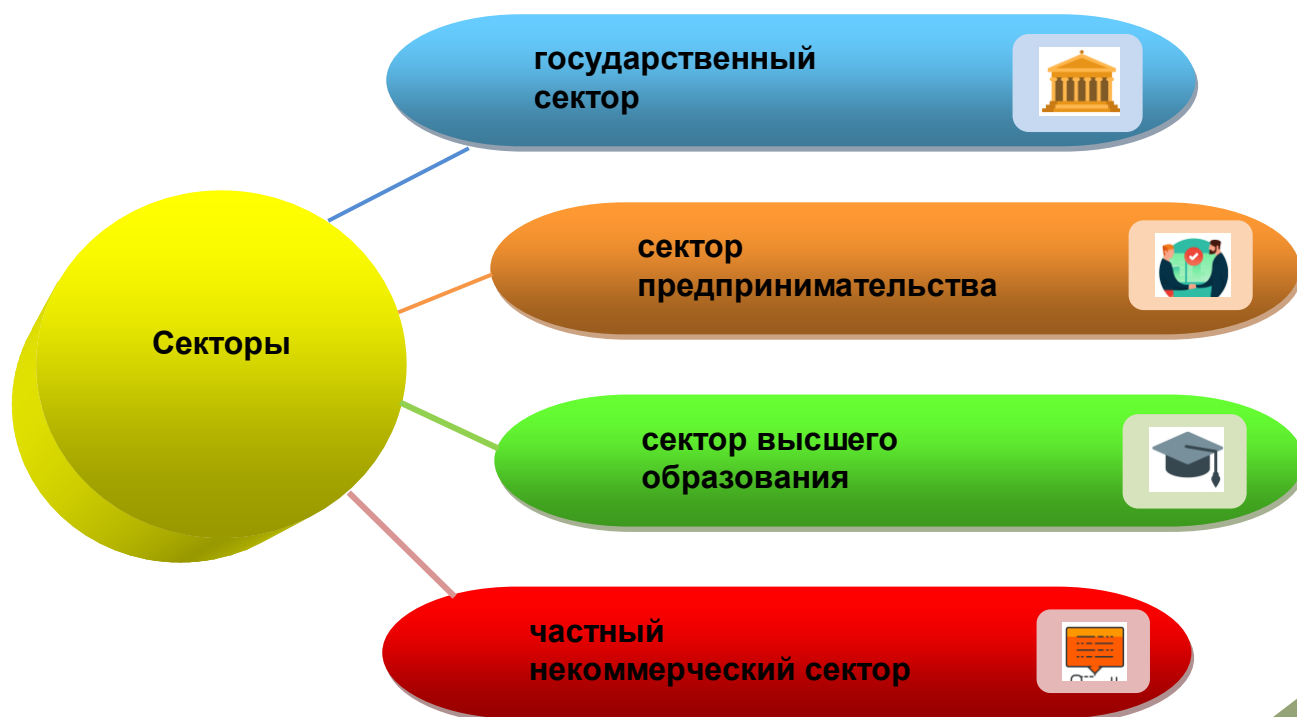 государственный
сектор
сектор
предпринимательства
Секторы
сектор высшего
образования
частный
некоммерческий сектор